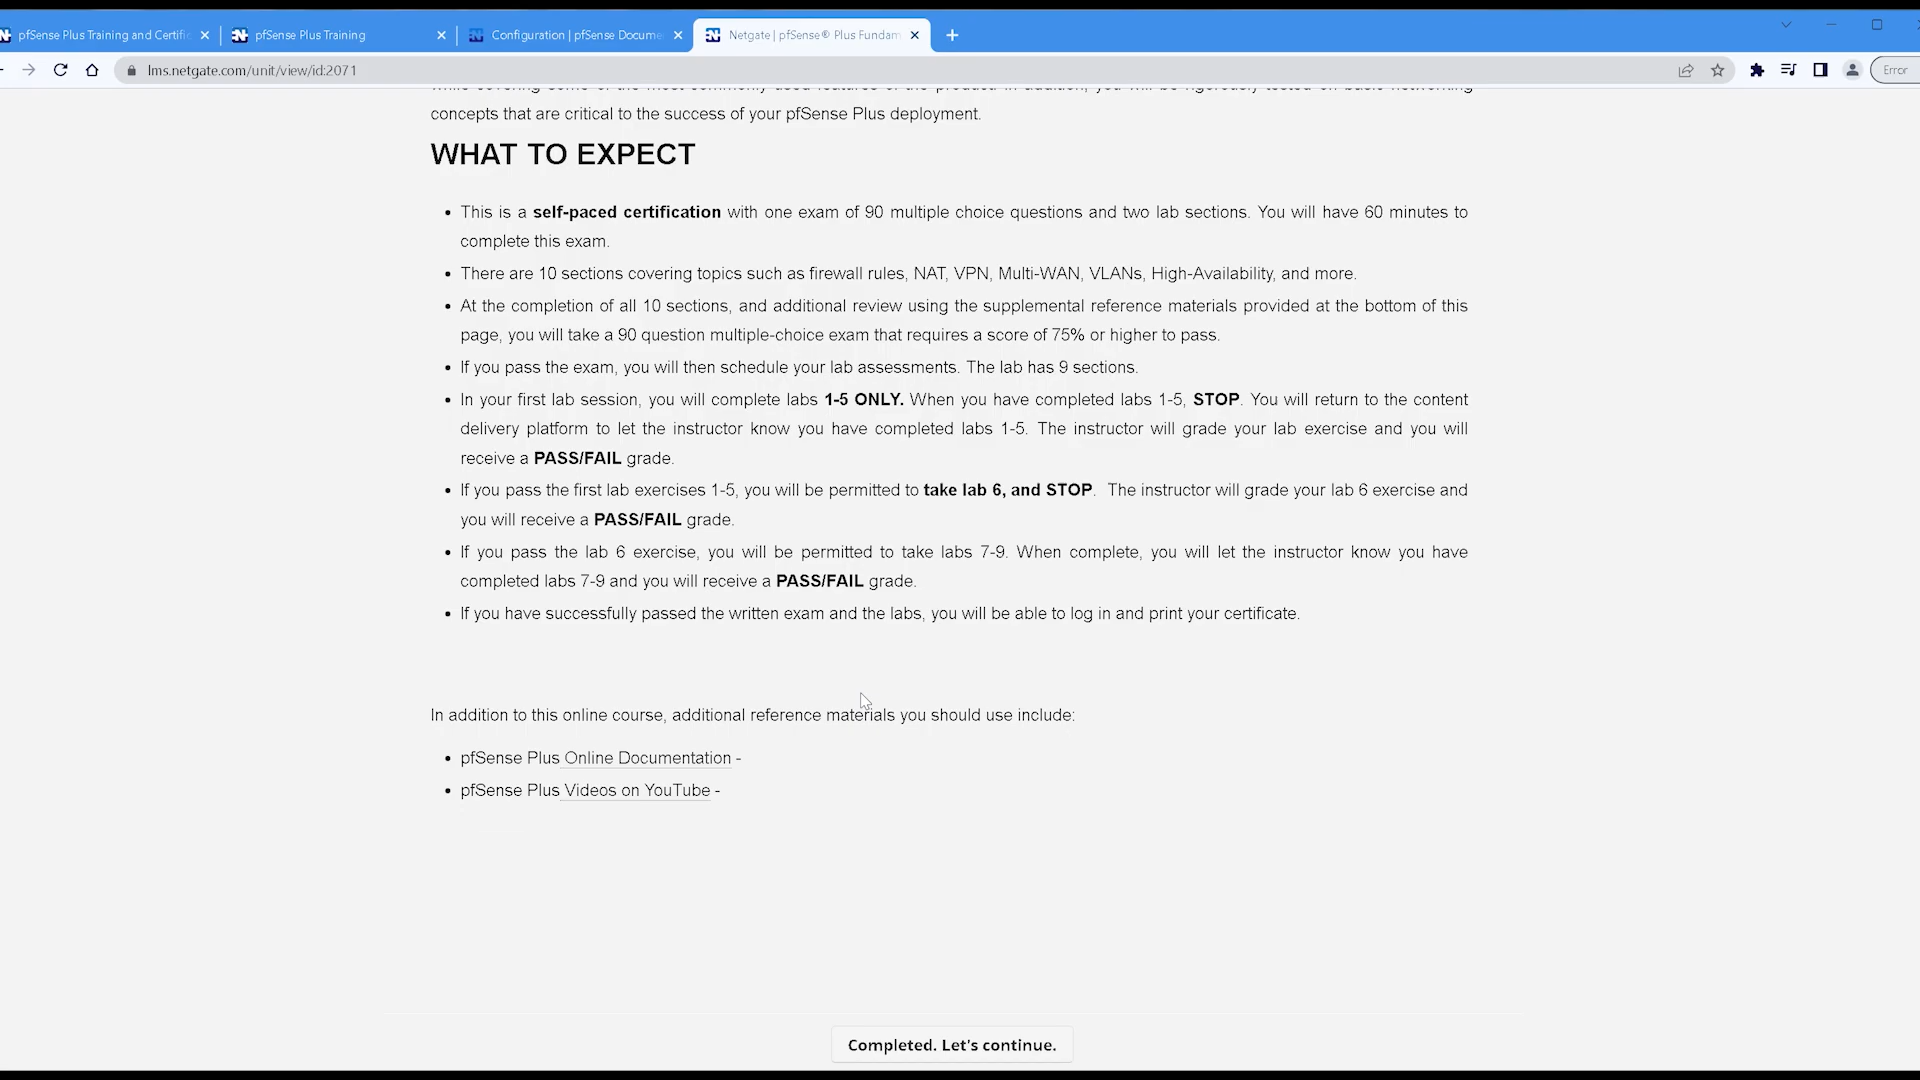 pfSense Plus Training and Certific
pfSense Plus Training
Configuration | pfSense Docume
Netgate | pfSense® Plus Fundam
lms.netgate.com/unit/view/id:2071
Error
while covering some of the most commonly used features of the product. In addition, you will be rigorously tested on basic networking
concepts that are critical to the success of your pfSense Plus deployment.
WHAT TO EXPECT
• This is a self-paced certification with one exam of 90 multiple choice questions and two lab sections. You will have 60 minutes to
complete this exam.
• There are 10 sections covering topics such as firewall rules, NAT, VPN, Multi-WAN, VLANs, High-Availability, and more.
• At the completion of all 10 sections, and additional review using the supplemental reference materials provided at the bottom of this
page, you will take a 90 question multiple-choice exam that requires a score of 75% or higher to pass.
• If you pass the exam, you will then schedule your lab assessments. The lab has 9 sections.
• In your first lab session, you will complete labs 1-5 ONLY. When you have completed labs 1-5, STOP. You will return to the content
delivery platform to let the instructor know you have completed labs 1-5. The instructor will grade your lab exercise and you will
receive a PASS/FAIL grade.
• If you pass the first lab exercises 1-5, you will be permitted to take lab 6, and STOP. The instructor will grade your lab 6 exercise and
you will receive a PASS/FAIL grade.
• If you pass the lab 6 exercise, you will be permitted to take labs 7-9. When complete, you will let the instructor know you have
completed labs 7-9 and you will receive a PASS/FAIL grade.
• If you have successfully passed the written exam and the labs, you will be able to log in and print your certificate.
In addition to this online course, additional reference materials you should use include:
• pfSense Plus Online Documentation -
• pfSense Plus Videos on YouTube -
Completed. Let's continue.